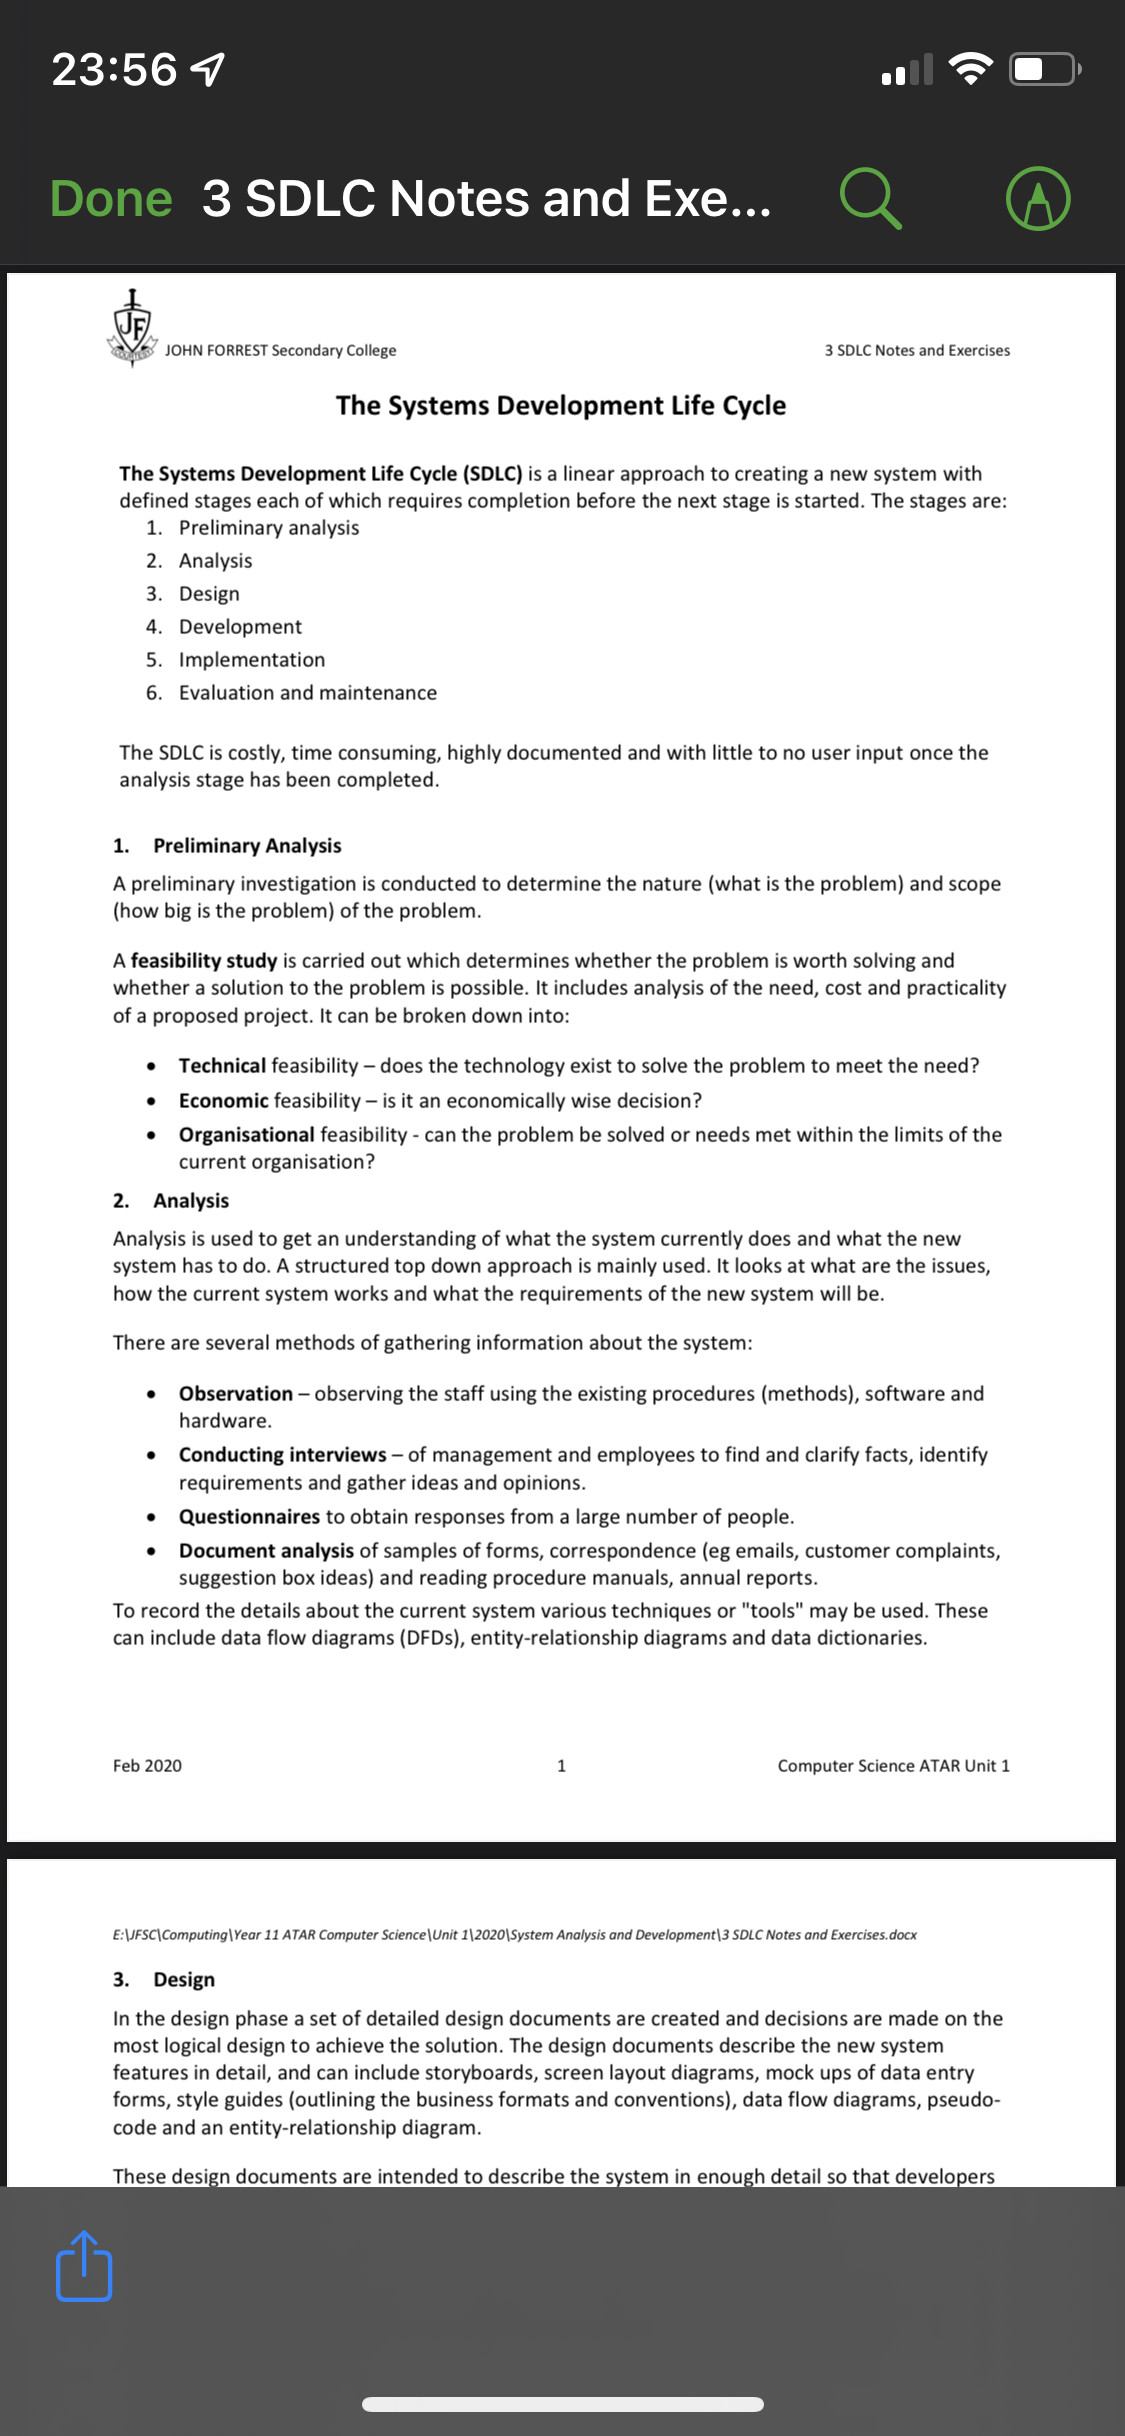 23:56
Done 3 SDLC Notes and Exe...
JF
JOHN FORREST Secondary College
3 SDLC Notes and Exercises
The Systems Development Life Cycle
The Systems Development Life Cycle (SDLC) is a linear approach to creating a new system with
defined stages each of which requires completion before the next stage is started. The stages are:
1. Preliminary analysis
2. Analysis
3. Design
4. Development
5. Implementation
6. Evaluation and maintenance
The SDLC is costly, time consuming, highly documented and with little to no user input once the
analysis stage has been completed.
1. Preliminary Analysis
A preliminary investigation is conducted to determine the nature (what is the problem) and scope
(how big is the problem) of the problem.
A feasibility study is carried out which determines whether the problem is worth solving and
whether a solution to the problem is possible. It includes analysis of the need, cost and practicality
of a proposed project. It can be broken down into:
• Technical feasibility – does the technology exist to solve the problem to meet the need?
• Economic feasibility – is it an economically wise decision?
• Organisational feasibility - can the problem be solved or needs met within the limits of the
current organisation?
2. Analysis
Analysis is used to get an understanding of what the system currently does and what the new
system has to do. A structured top down approach is mainly used. It looks at what are the issues,
how the current system works and what the requirements of the new system will be.
There are several methods of gathering information about the system:
• Observation – observing the staff using the existing procedures (methods), software and
hardware.
• Conducting interviews – of management and employees to find and clarify facts, identify
requirements and gather ideas and opinions.
• Questionnaires to obtain responses from a large number of people.
• Document analysis of samples of forms, correspondence (eg emails, customer complaints,
suggestion box ideas) and reading procedure manuals, annual reports.
To record the details about the current system various techniques or "tools" may be used. These
can include data flow diagrams (DFDs), entity-relationship diagrams and data dictionaries.
Feb 2020
1
Computer Science ATAR Unit 1
E:\JFSC\Computing\Year 11 ATAR Computer Science\Unit 1\2020\System Analysis and Development\3 SDLC Notes and Exercises.docx
3. Design
In the design phase a set of detailed design documents are created and decisions are made on the
most logical design to achieve the solution. The design documents describe the new system
features in detail, and can include storyboards, screen layout diagrams, mock ups of data entry
forms, style guides (outlining the business formats and conventions), data flow diagrams, pseudo-
code and an entity-relationship diagram.
These design documents are intended to describe the system in enough detail so that developers